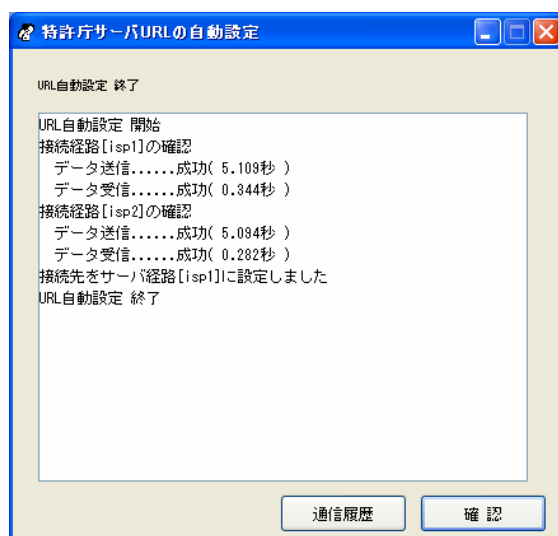 特許庁サーバURLの自動設定
URL自動設定 終了
URL自動設定 開始
接続経路[isp1]の確認
データ送信......成功( 5.109秒 )
データ受信......成功( 0.344秒 )
接続経路[isp2]の確認
データ送信......成功( 5.094秒 )
データ受信......成功( 0.282秒 )
接続先をサーバ経路[isp1]に設定しました
URL自動設定 終了
通信履歴
確 認